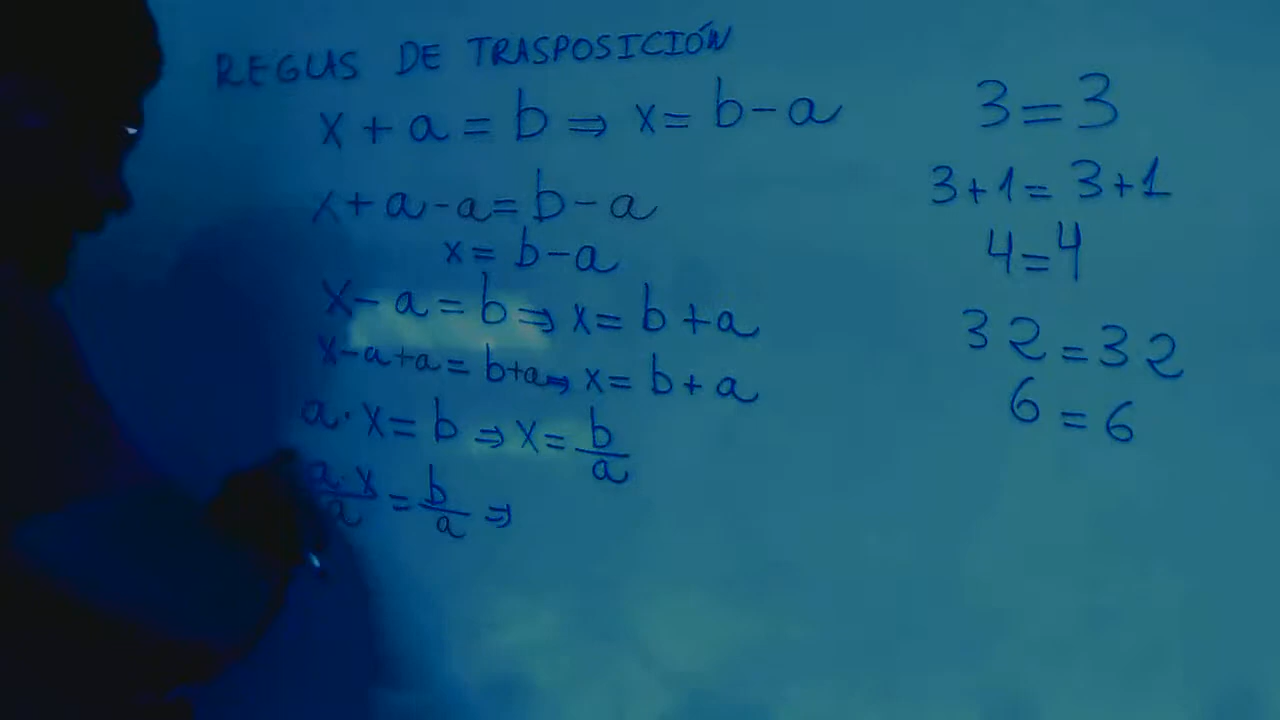 REGLAS DE TRASPOSICIÓN
x + a = b ⇒ x = b - a
x + a - a = b - a
x = b - a
x - a = b ⇒ x = b + a
x - a + a = b + a ⇒ x = b + a
a · x = b ⇒ x = b/a
a · x/a = b/a ⇒
3 = 3
3 + 1 = 3 + 1
4 = 4
3 2 = 3 2
6 = 6